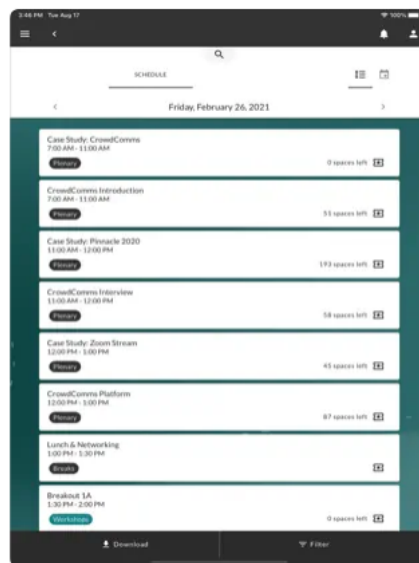 3:46 PM Tue Aug 17
100%
SCHEDULE
Friday, February 26, 2021
Case Study: CrowdComms
7:00 AM - 11:00 AM
Plenary
0 spaces left
CrowdComms Introduction
7:00 AM - 11:00 AM
Plenary
51 spaces left
Case Study: Pinnacle 2020
11:00 AM - 12:00 PM
Plenary
193 spaces left
CrowdComms Interview
11:00 AM - 12:00 PM
Plenary
58 spaces left
Case Study: Zoom Stream
12:00 PM - 1:00 PM
Plenary
45 spaces left
CrowdComms Platform
12:00 PM - 1:00 PM
Plenary
87 spaces left
Lunch & Networking
1:00 PM - 1:30 PM
Breaks
Breakout 1A
1:30 PM - 2:00 PM
Workshops
0 spaces left
Download
Filter